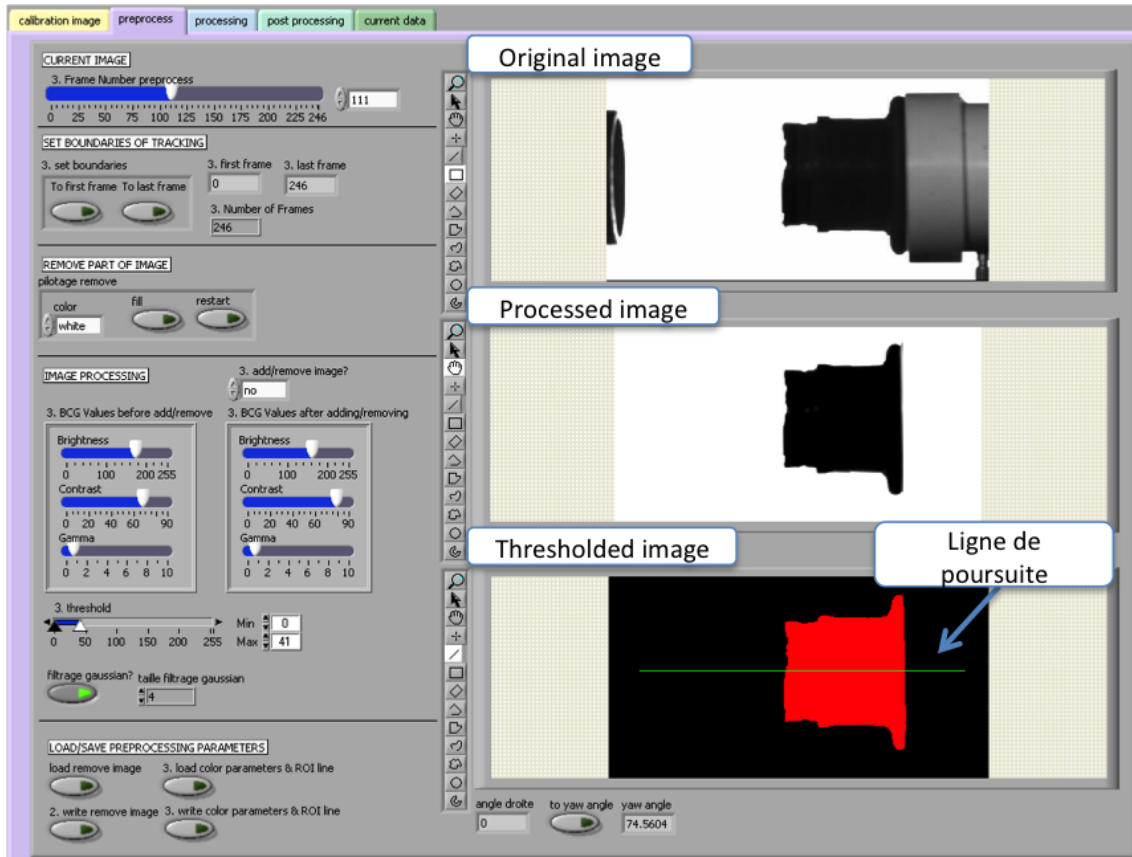 calibration image preprocess processing post processing current data
CURRENT IMAGE
3. Frame Number preprocess
111
0 25 50 75 100 125 150 175 200 225 246
SET BOUNDARIES OF TRACKING
3. set boundaries 3. first frame 3. last frame
To first frame To last frame 0 246
3. Number of Frames
246
REMOVE PART OF IMAGE
pilotage remove
color fill restart
white
IMAGE PROCESSING
3. add/remove image?
no
3. BCG Values before add/remove 3. BCG Values after adding/removing
Brightness Brightness
0 100 200 255 0 100 200 255
Contrast Contrast
0 20 40 60 90 0 20 40 60 90
Gamma Gamma
0 2 4 6 8 10 0 2 4 6 8 10
3. threshold
Min 0
0 50 100 150 200 255 Max 41
filtrage gaussian? taille filtrage gaussian
4
LOAD/SAVE PREPROCESSING PARAMETERS
load remove image 3. load color parameters & ROI line
2. write remove image 3. write color parameters & ROI line
Original image
Processed image
Thresholded image
Ligne de
poursuite
angle droite to yaw angle yaw angle
0 74.5604